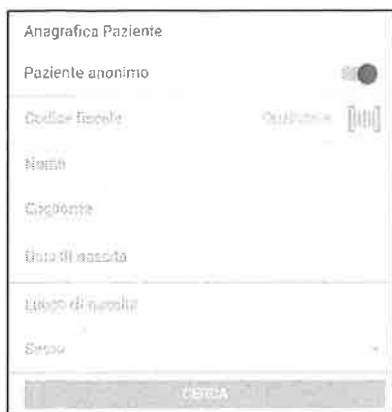 Anagrafica Paziente
Paziente anonimo
Codice fiscale
Nome
Cognome
Data di nascita
Luogo di nascita
Sesso
CERCA